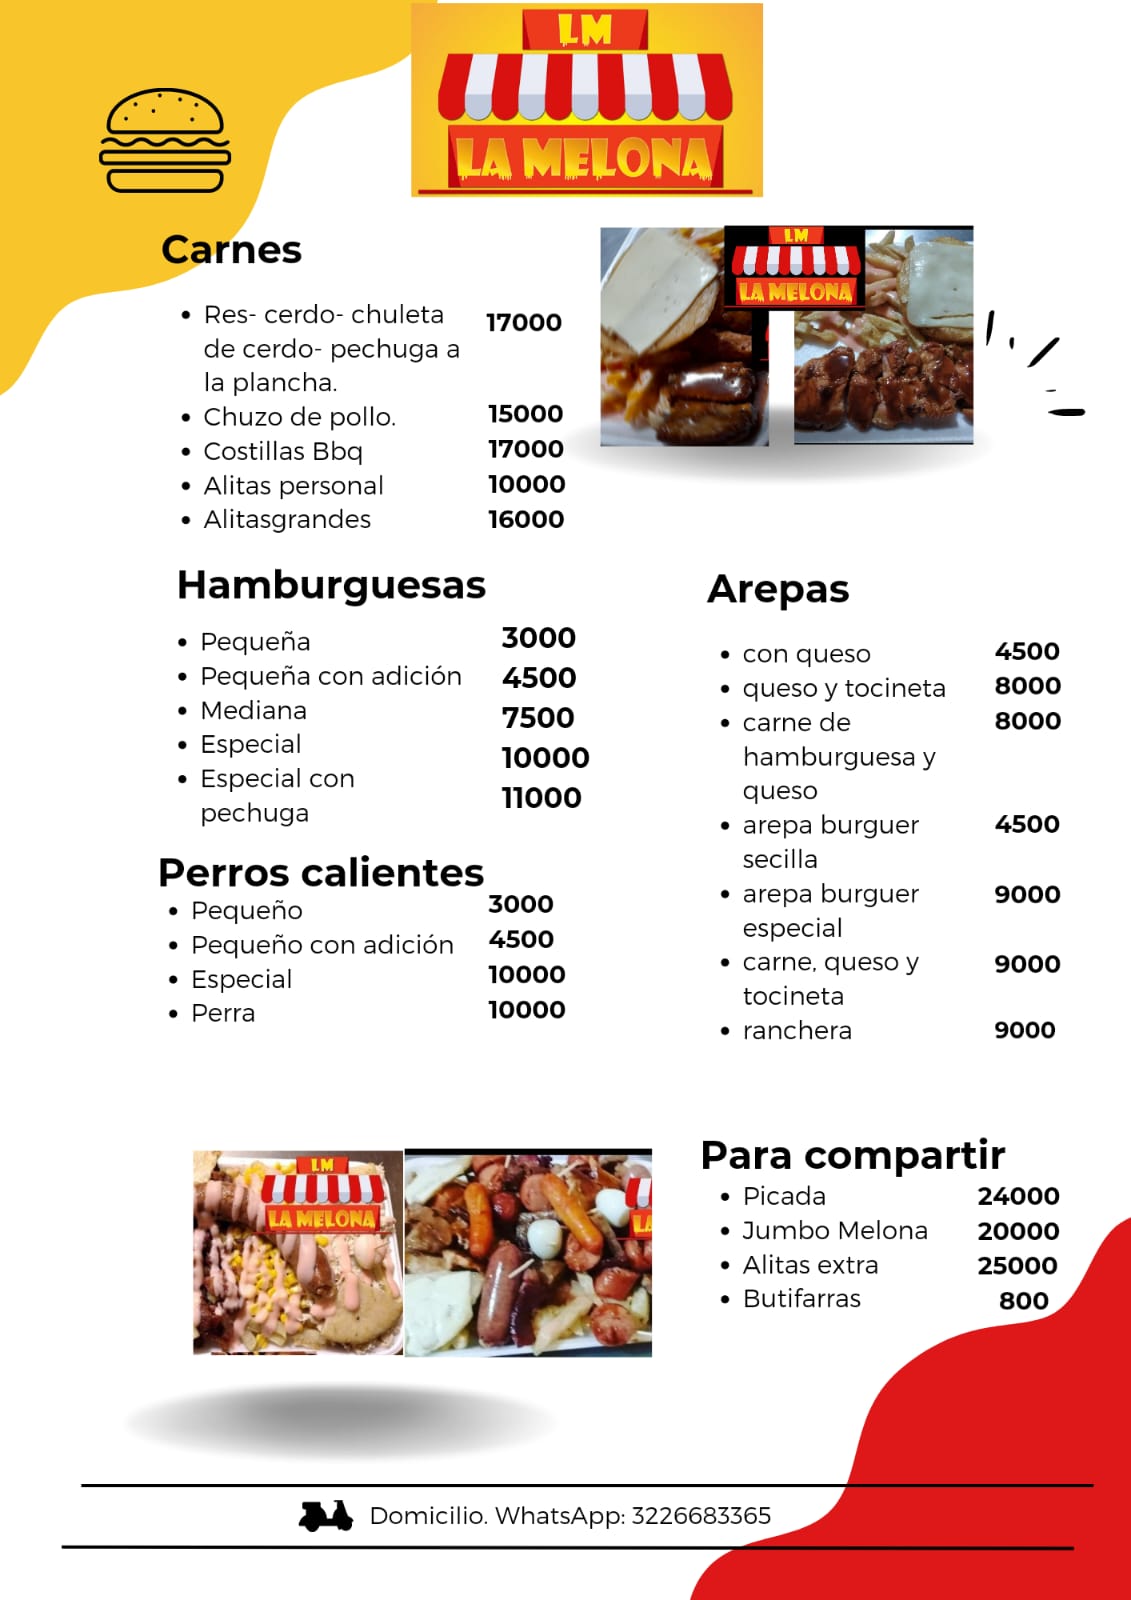 LM
LA MELONA
Carnes
Res- cerdo- chuleta 17000
de cerdo- pechuga a
la plancha.
Chuzo de pollo. 15000
Costillas Bbq 17000
Alitas personal 10000
Alitasgrandes 16000
LM
LA MELONA
Hamburguesas
Pequeña 3000
Pequeña con adición 4500
Mediana 7500
Especial 10000
Especial con 11000
pechuga
Perros calientes
Pequeño 3000
Pequeño con adición 4500
Especial 10000
Perra 10000
Arepas
con queso 4500
queso y tocineta 8000
carne de 8000
hamburguesa y
queso
arepa burguer 4500
secilla
arepa burguer 9000
especial
carne, queso y 9000
tocineta
ranchera 9000
LM
LA MELONA
LA
Para compartir
Picada 24000
Jumbo Melona 20000
Alitas extra 25000
Butifarras 800
Domicilio. WhatsApp: 3226683365